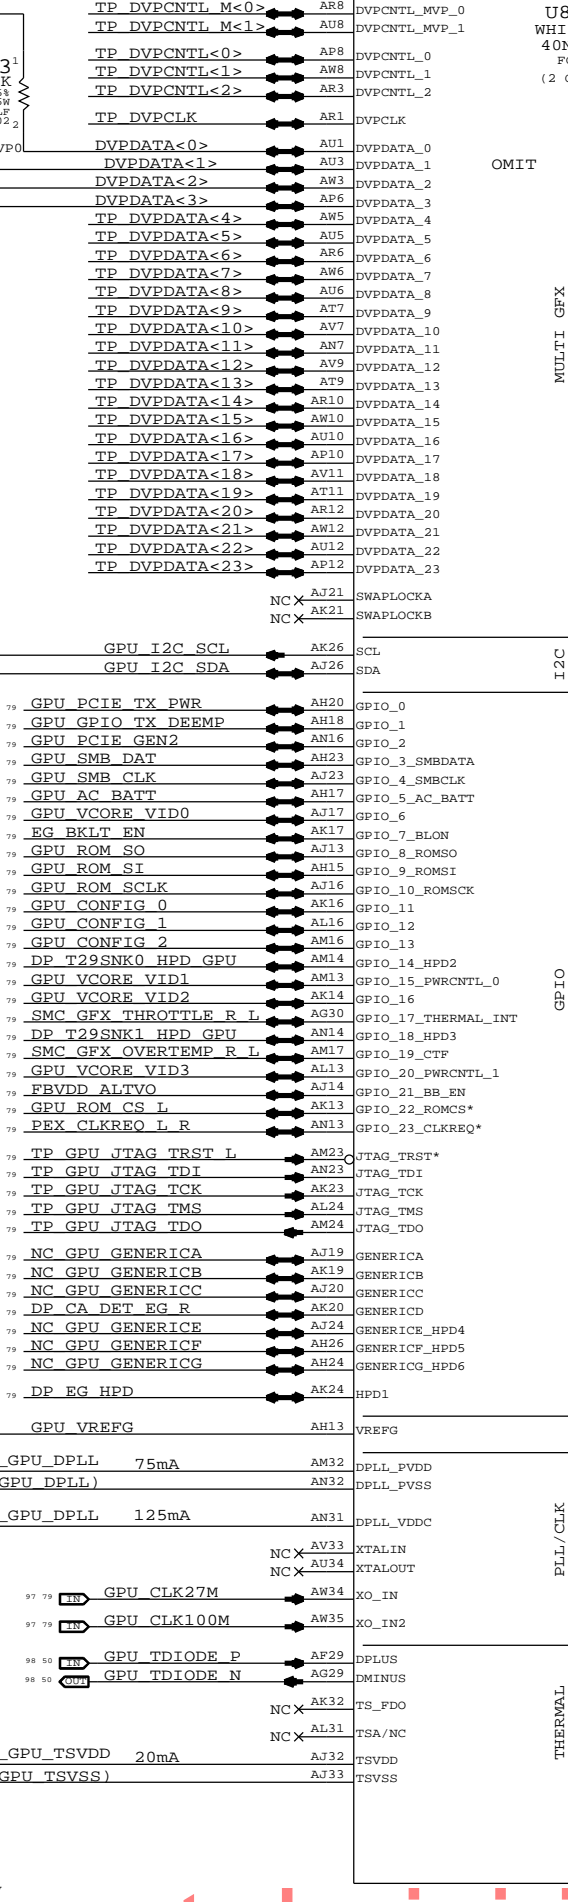 TP_DVPCNTL_M<0> AR8 DVPCNTL_MVP_0 U8
TP_DVPCNTL_M<1> AU8 DVPCNTL_MVP_1
TP_DVPCNTL<0> AP8 DVPCNTL_0
TP_DVPCNTL<1> AW8 DVPCNTL_1
TP_DVPCNTL<2> AR3 DVPCNTL_2
TP_DVPCLK AR1 DVPCLK
DVPDATA<0> AU1 DVPDATA_0
DVPDATA<1> AU3 DVPDATA_1 OMIT
DVPDATA<2> AW3 DVPDATA_2
DVPDATA<3> AP6 DVPDATA_3
TP_DVPDATA<4> AW5 DVPDATA_4
TP_DVPDATA<5> AU5 DVPDATA_5
TP_DVPDATA<6> AR6 DVPDATA_6
TP_DVPDATA<7> AW6 DVPDATA_7
TP_DVPDATA<8> AU6 DVPDATA_8
TP_DVPDATA<9> AT7 DVPDATA_9
TP_DVPDATA<10> AV7 DVPDATA_10
TP_DVPDATA<11> AN7 DVPDATA_11
TP_DVPDATA<12> AV9 DVPDATA_12
TP_DVPDATA<13> AT9 DVPDATA_13
TP_DVPDATA<14> AR10 DVPDATA_14
TP_DVPDATA<15> AW10 DVPDATA_15
TP_DVPDATA<16> AU10 DVPDATA_16
TP_DVPDATA<17> AP10 DVPDATA_17
TP_DVPDATA<18> AV11 DVPDATA_18
TP_DVPDATA<19> AT11 DVPDATA_19
TP_DVPDATA<20> AR12 DVPDATA_20
TP_DVPDATA<21> AW12 DVPDATA_21
TP_DVPDATA<22> AU12 DVPDATA_22
TP_DVPDATA<23> AP12 DVPDATA_23
MULTI GFX
NC AJ21 SWAPLOCKA
NC AK21 SWAPLOCKB
GPU_I2C_SCL AK26 SCL
GPU_I2C_SDA AJ26 SDA
I2C
79 GPU_PCIE_TX_PWR AH20 GPIO_0
79 GPU_GPIO_TX_DEEMP AH18 GPIO_1
79 GPU_PCIE_GEN2 AN16 GPIO_2
79 GPU_SMB_DAT AH23 GPIO_3_SMBDATA
79 GPU_SMB_CLK AJ23 GPIO_4_SMBCLK
79 GPU_AC_BATT AH17 GPIO_5_AC_BATT
79 GPU_VCORE_VID0 AJ17 GPIO_6
79 EG_BKLT_EN AK17 GPIO_7_BLON
79 GPU_ROM_SO AJ13 GPIO_8_ROMSO
79 GPU_ROM_SI AH15 GPIO_9_ROMSI
79 GPU_ROM_SCLK AJ16 GPIO_10_ROMSCK
79 GPU_CONFIG_0 AK16 GPIO_11
79 GPU_CONFIG_1 AL16 GPIO_12
79 GPU_CONFIG_2 AM16 GPIO_13
79 DP_T29SNK0_HPD_GPU AM14 GPIO_14_HPD2
79 GPU_VCORE_VID1 AM13 GPIO_15_PWRCNTL_0
79 GPU_VCORE_VID2 AK14 GPIO_16
79 SMC_GFX_THROTTLE_R_L AG30 GPIO_17_THERMAL_INT
79 DP_T29SNK1_HPD_GPU AN14 GPIO_18_HPD3
79 SMC_GFX_OVERTEMP_R_L AM17 GPIO_19_CTF
79 GPU_VCORE_VID3 AL13 GPIO_20_PWRCNTL_1
79 FBVDD_ALTVO AJ14 GPIO_21_BB_EN
79 GPU_ROM_CS_L AK13 GPIO_22_ROMCS*
79 PEX_CLKREQ_L_R AN13 GPIO_23_CLKREQ*
GPIO
79 TP_GPU_JTAG_TRST_L AM23 JTAG_TRST*
79 TP_GPU_JTAG_TDI AN23 JTAG_TDI
79 TP_GPU_JTAG_TCK AK23 JTAG_TCK
79 TP_GPU_JTAG_TMS AL24 JTAG_TMS
79 TP_GPU_JTAG_TDO AM24 JTAG_TDO
79 NC_GPU_GENERICA AJ19 GENERICA
79 NC_GPU_GENERICB AK19 GENERICB
79 NC_GPU_GENERICC AJ20 GENERICC
79 DP_CA_DET_EG_R AK20 GENERICD
79 NC_GPU_GENERICE AJ24 GENERICE_HPD4
79 NC_GPU_GENERICF AH26 GENERICF_HPD5
79 NC_GPU_GENERICG AH24 GENERICG_HPD6
79 DP_EG_HPD AK24 HPD1
GPU_VREFG AH13 VREFG
_GPU_DPLL 75mA AM32 DPLL_PVDD
GPU_DPLL) AN32 DPLL_PVSS
_GPU_DPLL 125mA AN31 DPLL_VDDC
PLL/CLK
NC AV33 XTALIN
NC AU34 XTALOUT
97 79 IN GPU_CLK27M AW34 XO_IN
97 79 IN GPU_CLK100M AW35 XO_IN2
98 50 IN GPU_TDIODE_P AF29 DPLUS
98 50 OUT GPU_TDIODE_N AG29 DMINUS
NC AK32 TS_FDO
NC AL31 TSA/NC
THERMAL
_GPU_TSVDD 20mA AJ32 TSVDD
GPU_TSVSS) AJ33 TSVSS